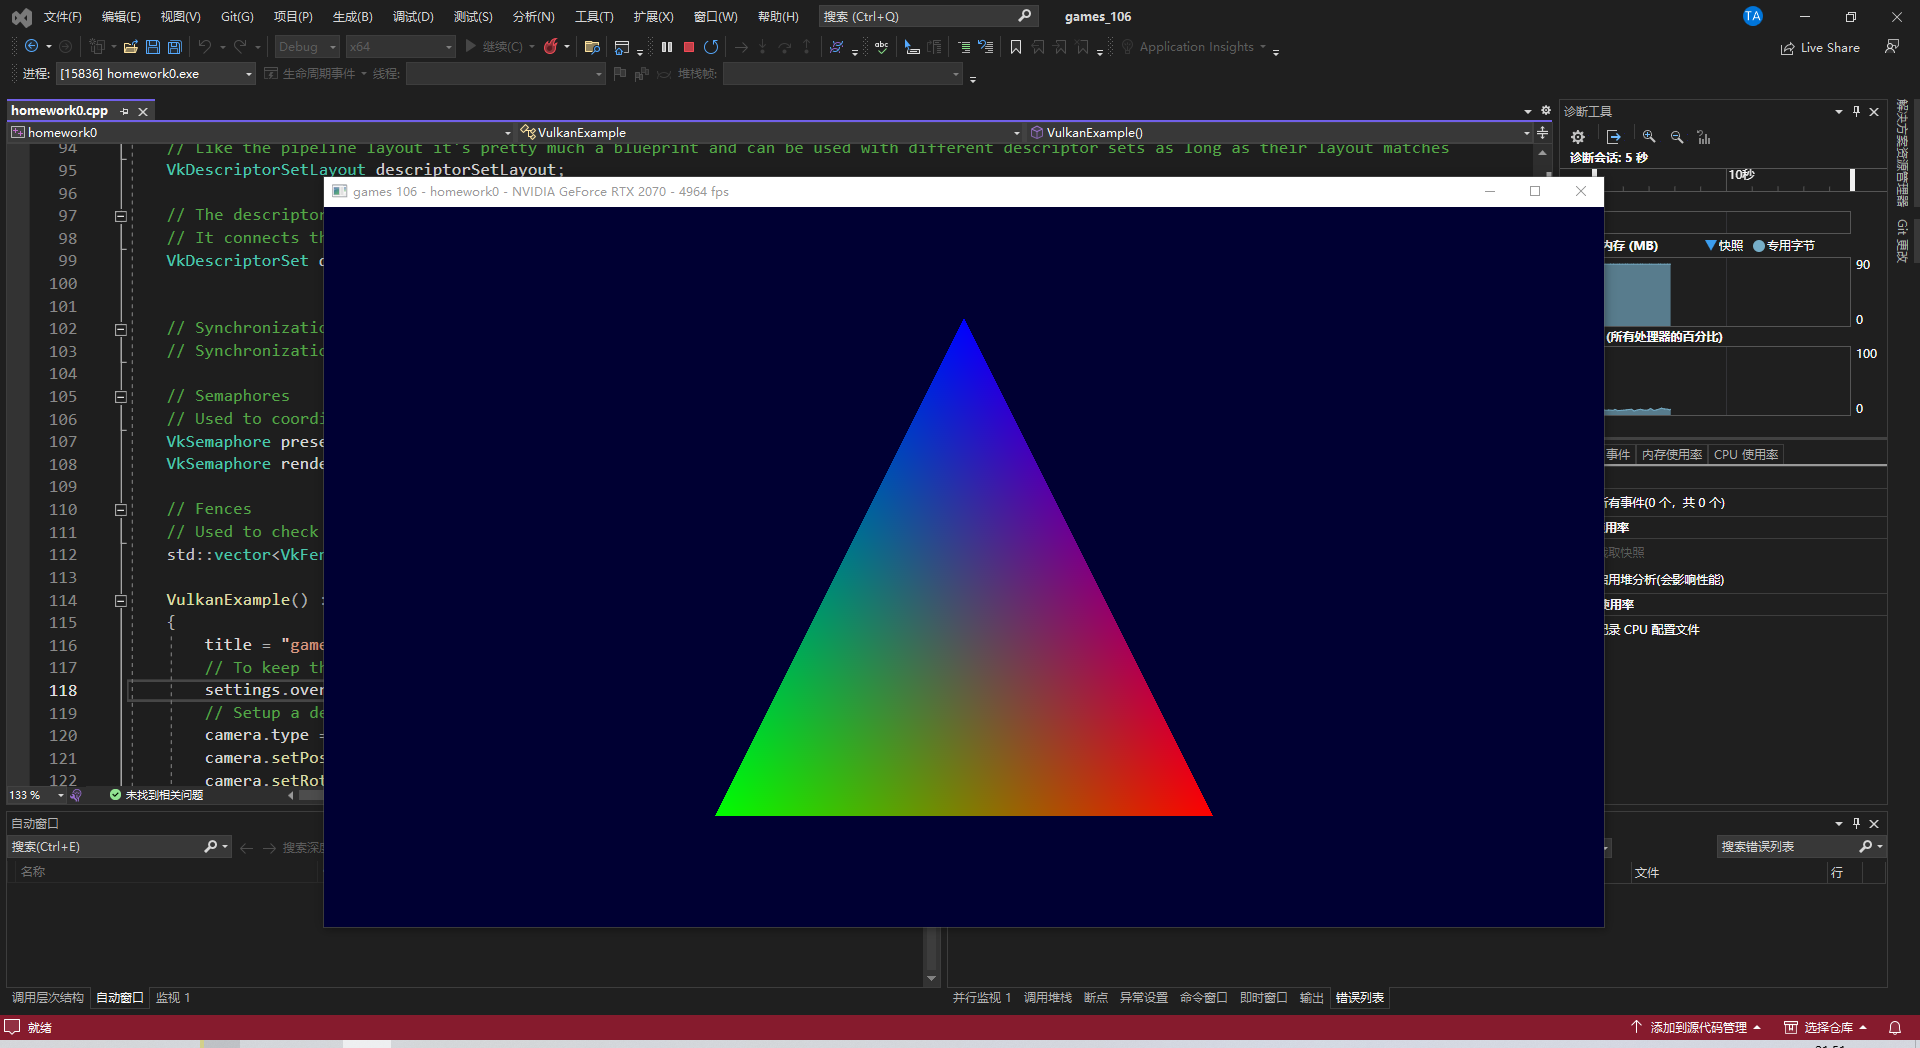 文件(F) 编辑(E) 视图(V) Git(G) 项目(P) 生成(B) 调试(D) 测试(S) 分析(N) 工具(T) 扩展(X) 窗口(W) 帮助(H) 搜索 (Ctrl+Q) games_106 TA
Debug x64 继续(C) Application Insights Live Share
进程: [15836] homework0.exe 生命周期事件 线程: 堆栈帧:
homework0.cpp
homework0 VulkanExample VulkanExample()
94 // Like the pipeline layout it's pretty much a blueprint and can be used with different descriptor sets as long as their layout matches
95 VkDescriptorSetLayout descriptorSetLayout;
96
97 // The descriptor
98 // It connects th
99 VkDescriptorSet d
100
101
102 // Synchronizatio
103 // Synchronizatio
104
105 // Semaphores
106 // Used to coordi
107 VkSemaphore prese
108 VkSemaphore rende
109
110 // Fences
111 // Used to check
112 std::vector<VkFen
113
114 VulkanExample() :
115 {
116 title = "game
117 // To keep th
118 settings.over
119 // Setup a de
120 camera.type =
121 camera.setPos
122 camera.setRot
133 % 未找到相关问题
games 106 - homework0 - NVIDIA GeForce RTX 2070 - 4964 fps
诊断工具
诊断会话: 5 秒
10秒
内存 (MB) 快照 专用字节
90
0
(所有处理器的百分比)
100
0
事件 内存使用率 CPU 使用率
所有事件(0 个，共 0 个)
用率
取快照
启用堆分析(会影响性能)
使用率
记录 CPU 配置文件
解决方案资源管理器
Git 更改
自动窗口
搜索(Ctrl+E) 搜索深度
名称
搜索错误列表
文件 行
调用层次结构 自动窗口 监视 1
并行监视 1 调用堆栈 断点 异常设置 命令窗口 即时窗口 输出 错误列表
就绪 添加到源代码管理 选择仓库